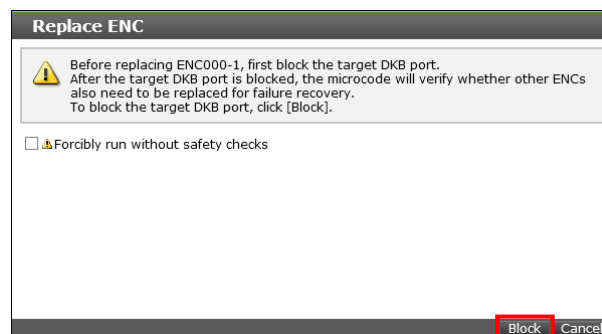 Replace ENC
Before replacing ENC000-1, first block the target DKB port.
After the target DKB port is blocked, the microcode will verify whether other ENCs
also need to be replaced for failure recovery.
To block the target DKB port, click [Block].
Forcibly run without safety checks
Block Cancel